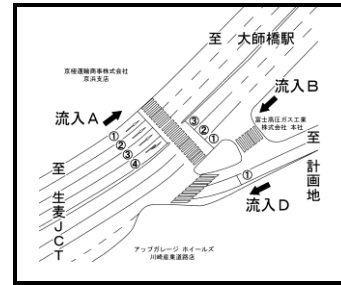 至 大師橋駅
京極運輸商事株式会社
京浜支店
流入A
流入B
①
②
③
④
③
②
①
富士高圧ガス工業
株式会社 本社
至 計画地
①
流入D
至 生麦JCT
アップガレージ ホイールズ
川崎産業道路店